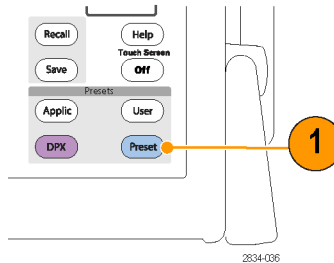 Recall Help
Touch Screen
Save Off
Presets
Applic User
DPX Preset
1
2834-036